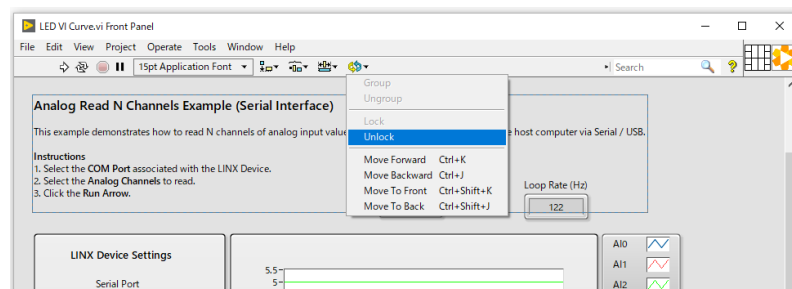 LED VI Curve.vi Front Panel
File Edit View Project Operate Tools Window Help
15pt Application Font
Search
Group
Ungroup
Lock
Unlock
Move Forward Ctrl+K
Move Backward Ctrl+J
Move To Front Ctrl+Shift+K
Move To Back Ctrl+Shift+J
Analog Read N Channels Example (Serial Interface)
This example demonstrates how to read N channels of analog input
e host computer via Serial / USB.
Instructions
1. Select the COM Port associated with the LINX Device.
2. Select the Analog Channels to read.
3. Click the Run Arrow.
Loop Rate (Hz)
122
LINX Device Settings
Serial Port
5.5
5
AI0
AI1
AI2